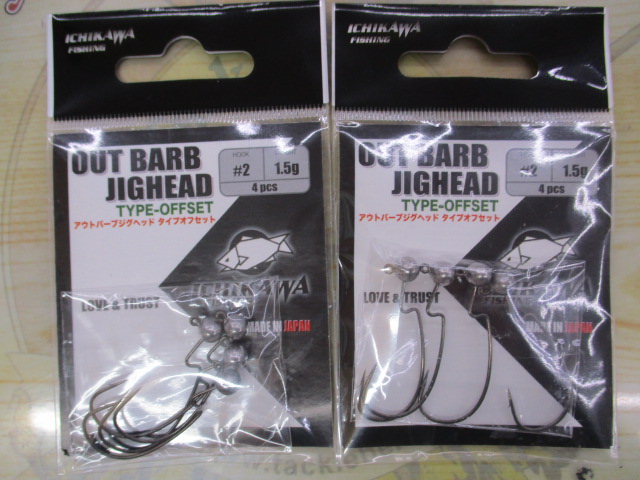 ICHIKAWA
FISHING
OUT BARB
JIGHEAD
HOOK
#2
1.5g
4 pcs
TYPE-OFFSET
アウトバーブジグヘッド タイプオフセット
ICHIKAWA
LOVE & TRUST
MADE IN JAPAN
ICHIKAWA
FISHING
OUT BARB
JIGHEAD
#2
1.5g
4 pcs
TYPE-OFFSET
アウトバーブジグヘッド タイプオフセット
FISHING
LOVE & TRUST
MADE IN JAPAN
www.tackle